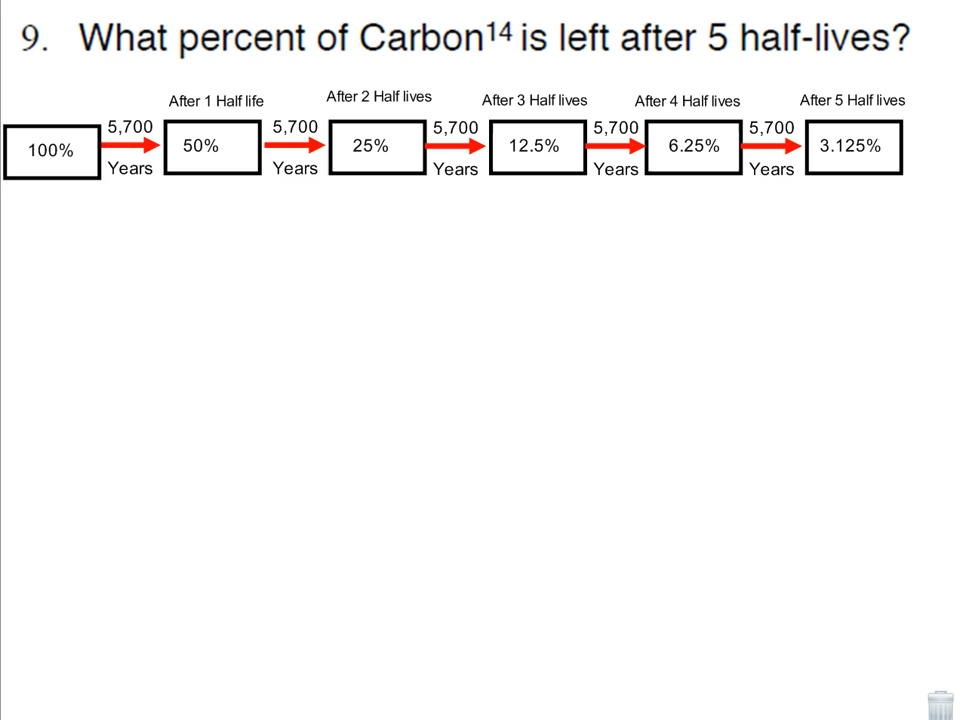 9. What percent of Carbon¹⁴ is left after 5 half-lives?
After 1 Half life After 2 Half lives After 3 Half lives After 4 Half lives After 5 Half lives
5,700 5,700 5,700 5,700 5,700
100% 50% 25% 12.5% 6.25% 3.125%
Years Years Years Years Years